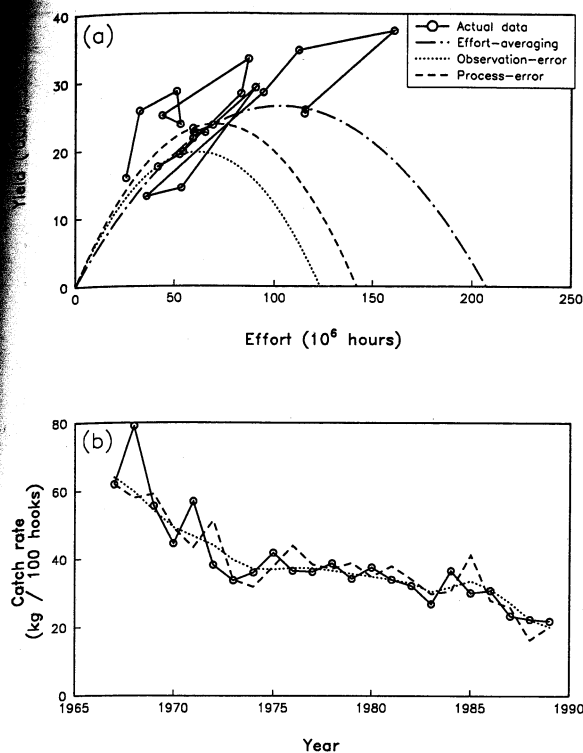 40
(a)
Actual data
Effort-averaging
Observation-error
Process-error
30
20
10
0
Yield
0 50 100 150 200 250
Effort (10⁶ hours)
80
(b)
60
40
20
0
Catch rate
(kg / 100 hooks)
1965 1970 1975 1980 1985 1990
Year